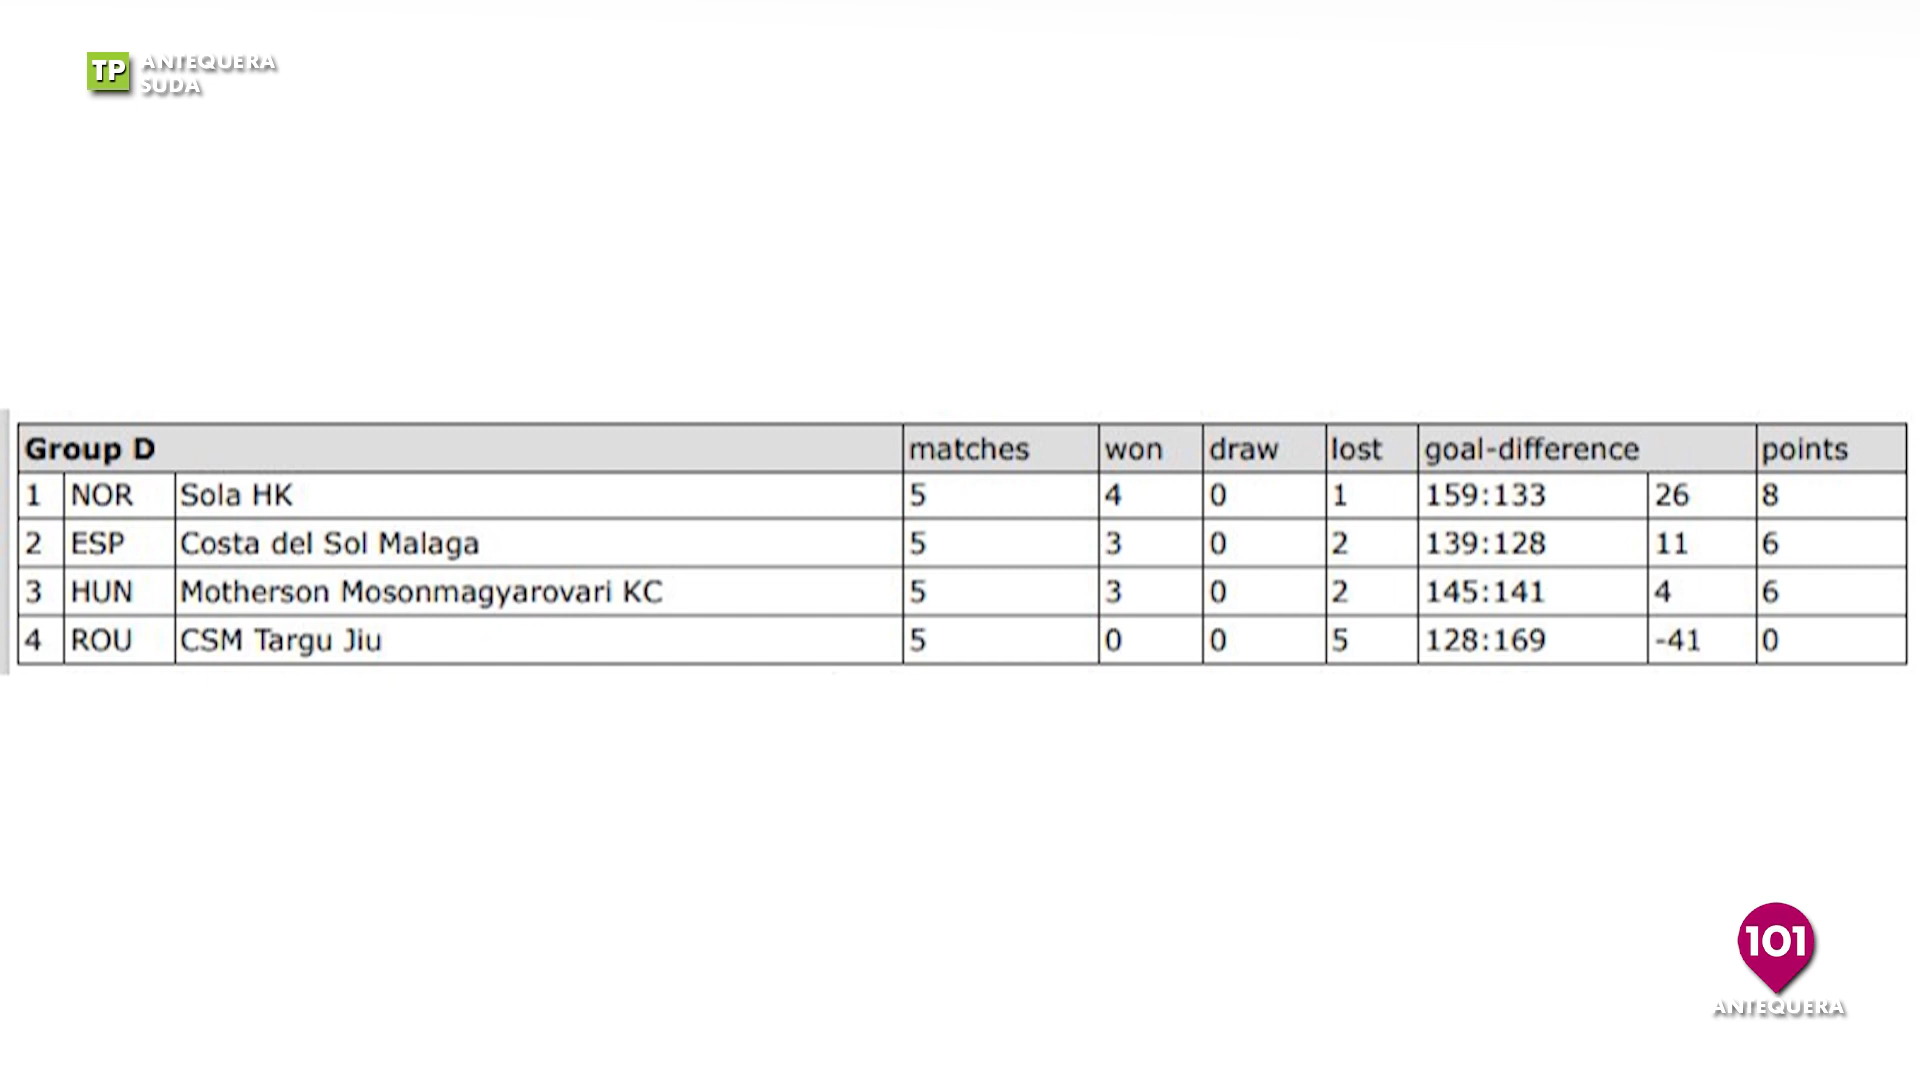 TP ANTEQUERA
SUDA
Group D matches won draw lost goal-difference points
1 NOR Sola HK 5 4 0 1 159:133 26 8
2 ESP Costa del Sol Malaga 5 3 0 2 139:128 11 6
3 HUN Motherson Mosonmagyarovari KC 5 3 0 2 145:141 4 6
4 ROU CSM Targu Jiu 5 0 0 5 128:169 -41 0
101
ANTEQUERA